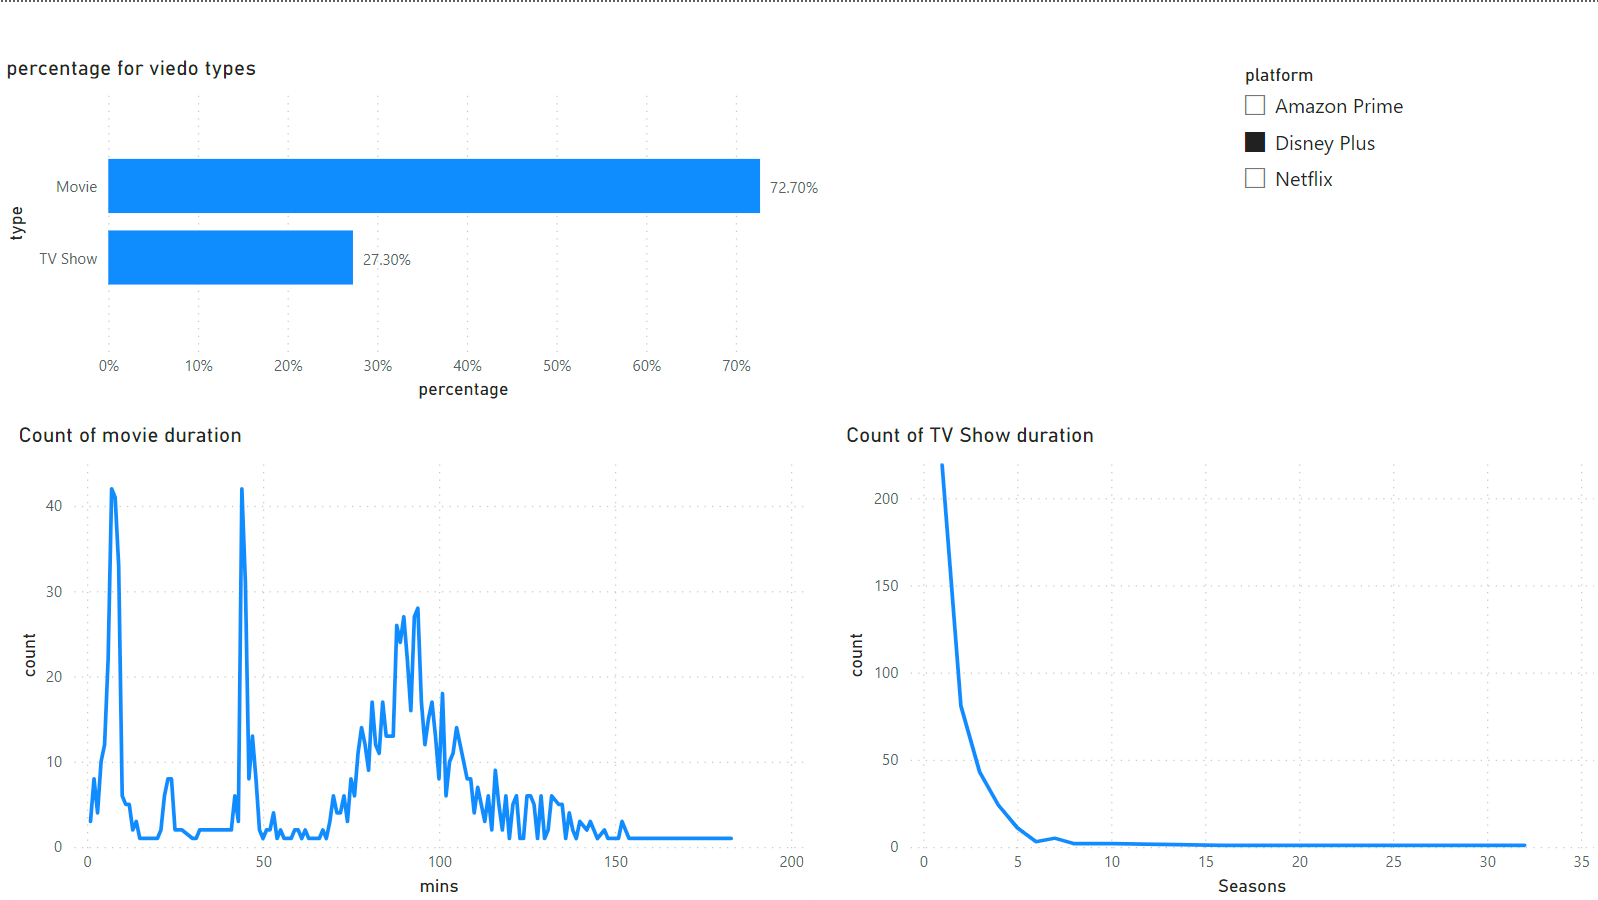 percentage for viedo types
platform
Amazon Prime
Disney Plus
Netflix
type
Movie
72.70%
TV Show
27.30%
0% 10% 20% 30% 40% 50% 60% 70%
percentage
Count of movie duration
count
40
30
20
10
0
0 50 100 150 200
mins
Count of TV Show duration
count
200
150
100
50
0
0 5 10 15 20 25 30 35
Seasons